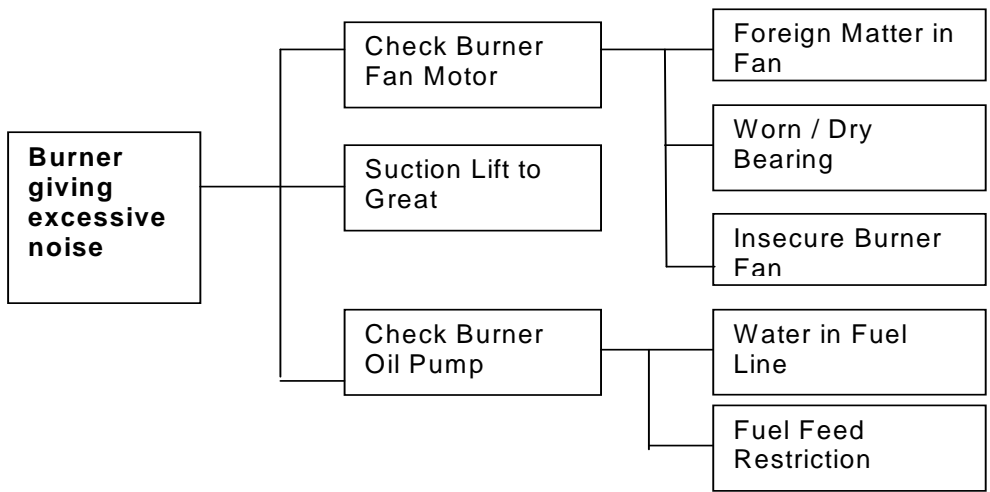 Burner
giving
excessive
noise
Check Burner
Fan Motor
Suction Lift to
Great
Check Burner
Oil Pump
Foreign Matter in
Fan
Worn / Dry
Bearing
Insecure Burner
Fan
Water in Fuel
Line
Fuel Feed
Restriction